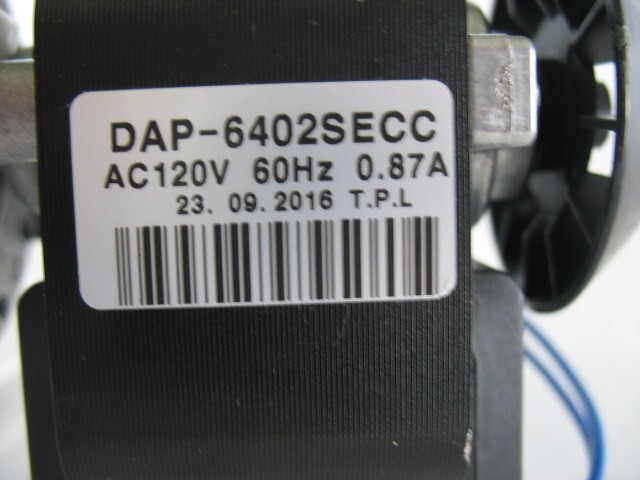 DAP-6402SECC
AC120V 60Hz 0.87A
23. 09. 2016 T.P.L